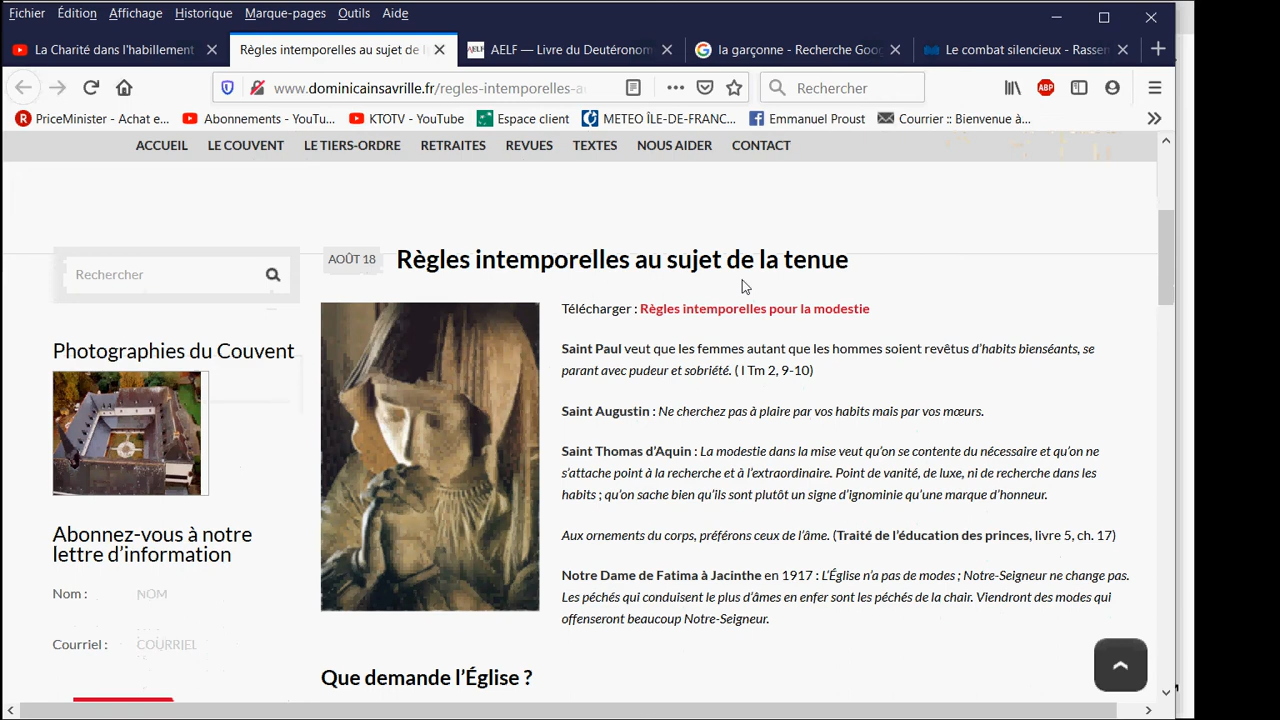 Fichier Édition Affichage Historique Marque-pages Outils Aide
La Charité dans l'habillement
Règles intemporelles au sujet de
AELF — Livre du Deutéronom
la garçonne - Recherche Goo
Le combat silencieux - Rassem
www.dominicainsavrille.fr/regles-intemporelles-a
Rechercher
ABP
PriceMinister - Achat e...
Abonnements - YouTu...
KTOTV - YouTube
Espace client
METEO ÎLE-DE-FRANC...
Emmanuel Proust
Courrier :: Bienvenue à...
ACCUEIL LE COUVENT LE TIERS-ORDRE RETRAITES REVUES TEXTES NOUS AIDER CONTACT
Rechercher
AOÛT 18
Règles intemporelles au sujet de la tenue
Télécharger : Règles intemporelles pour la modestie
Saint Paul veut que les femmes autant que les hommes soient revêtus d'habits bienséants, se
parant avec pudeur et sobriété. ( I Tm 2, 9-10)
Saint Augustin : Ne cherchez pas à plaire par vos habits mais par vos mœurs.
Saint Thomas d'Aquin : La modestie dans la mise veut qu'on se contente du nécessaire et qu'on ne
s'attache point à la recherche et à l'extraordinaire. Point de vanité, de luxe, ni de recherche dans les
habits ; qu'on sache bien qu'ils sont plutôt un signe d'ignominie qu'une marque d'honneur.
Aux ornements du corps, préférons ceux de l'âme. (Traité de l'éducation des princes, livre 5, ch. 17)
Notre Dame de Fatima à Jacinthe en 1917 : L'Église n'a pas de modes ; Notre-Seigneur ne change pas.
Les péchés qui conduisent le plus d'âmes en enfer sont les péchés de la chair. Viendront des modes qui
offenseront beaucoup Notre-Seigneur.
Que demande l'Église ?
Photographies du Couvent
Abonnez-vous à notre
lettre d'information
Nom : NOM
Courriel : COURRIEL